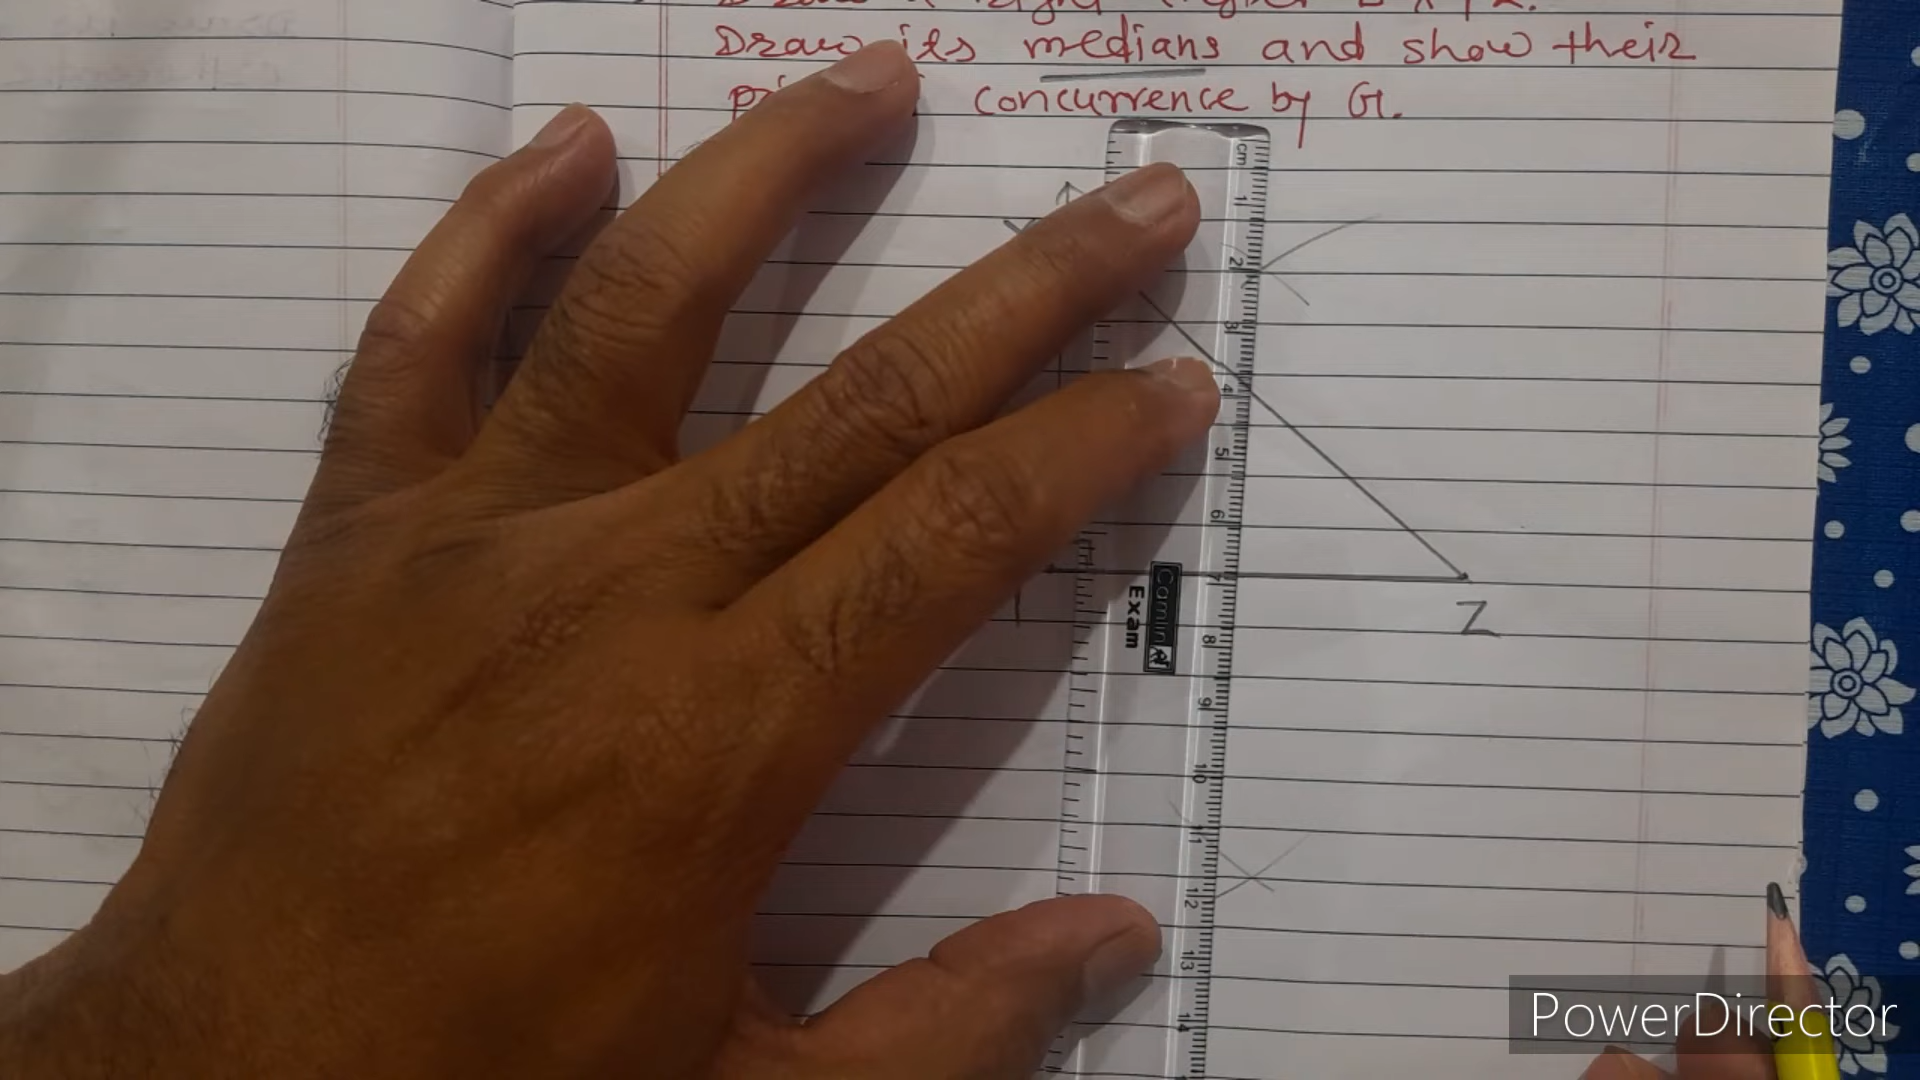 Draw its medians and show their
concurrence by G.
cm
1
2
3
4
5
6
7
8
9
10
11
12
13
14
Camlin
Exam
Z
PowerDirector